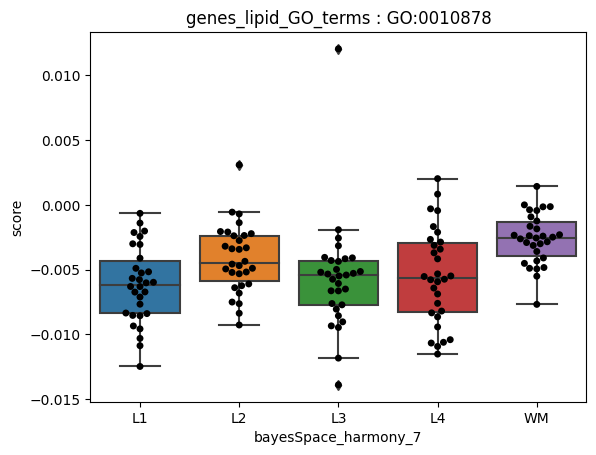 genes_lipid_GO_terms : GO:0010878
score
0.010
0.005
0.000
−0.005
−0.010
−0.015
L1 L2 L3 L4 WM
bayesSpace_harmony_7